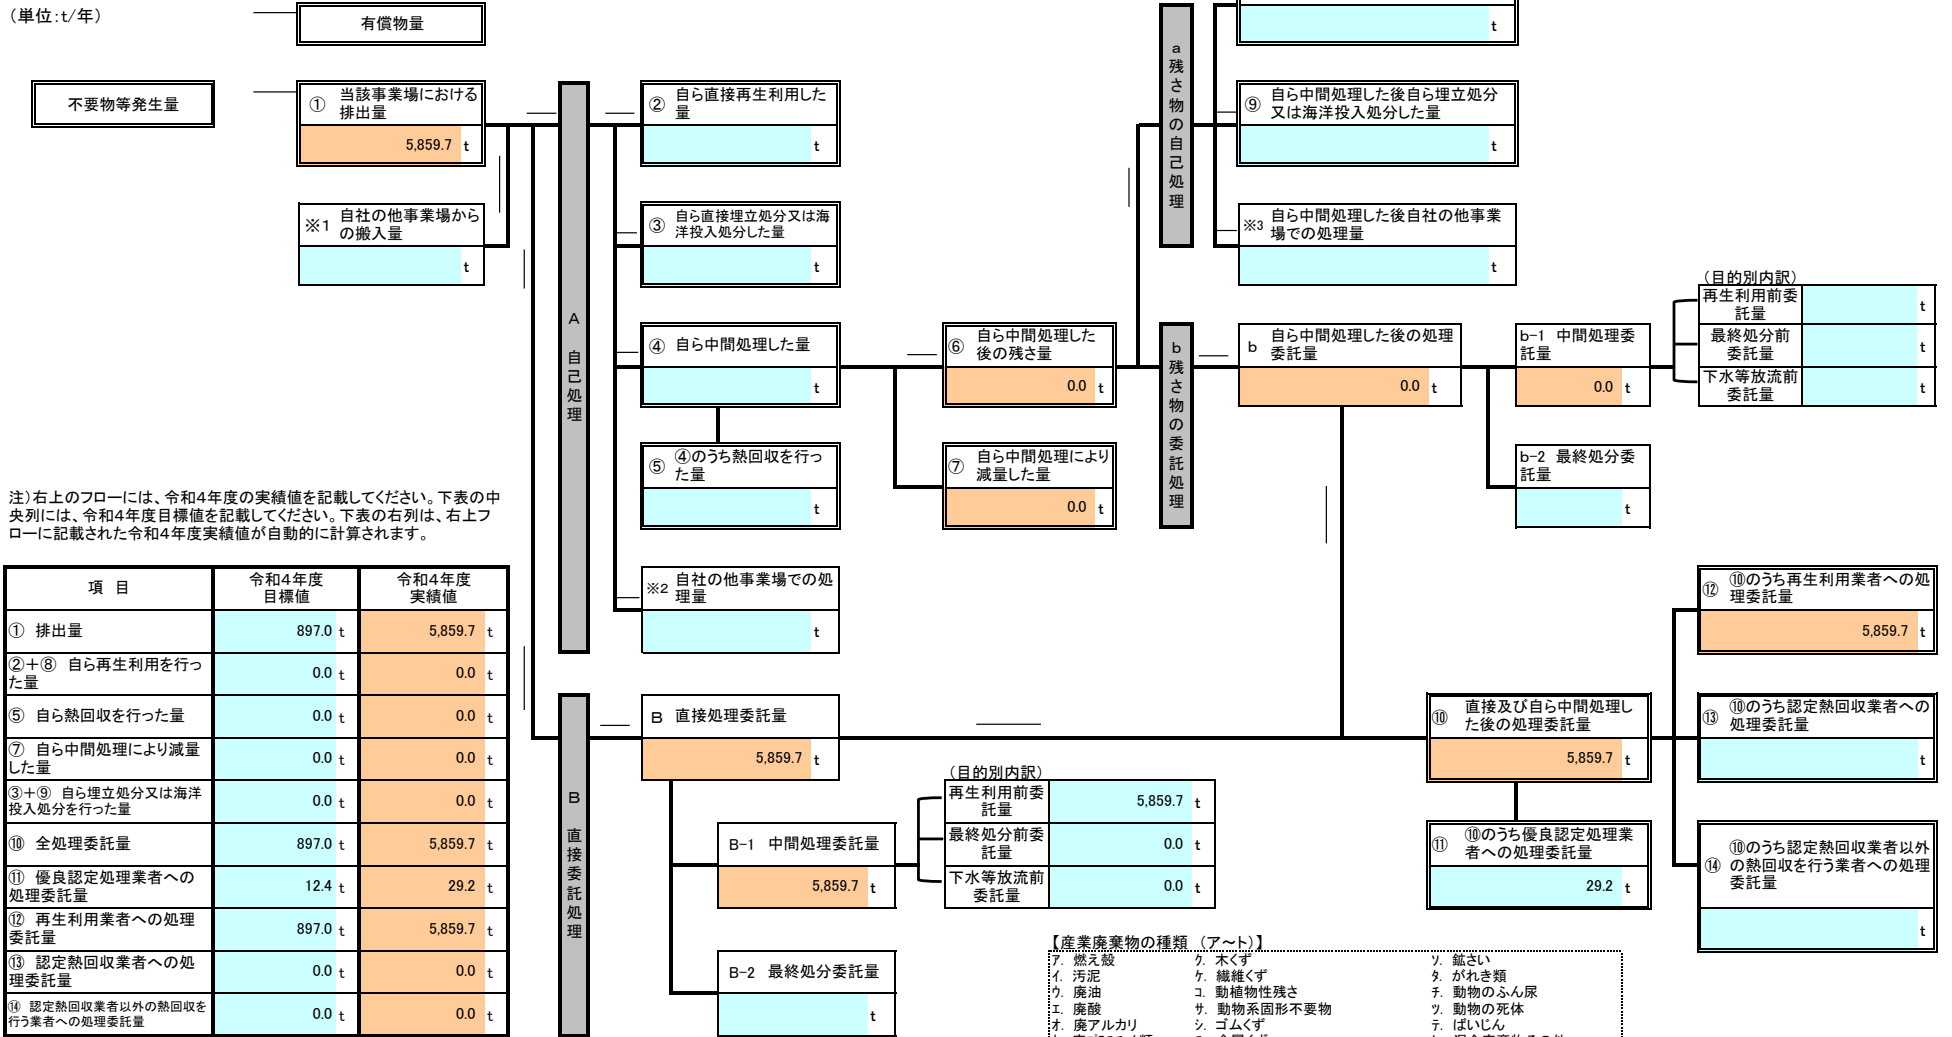 (単位:t/年)
有償物量
t
不要物等発生量
① 当該事業場における
排出量
5,859.7 t
※1 自社の他事業場から
の搬入量
t
A 自己処理
② 自ら直接再生利用した
量
t
③ 自ら直接埋立処分又は海
洋投入処分した量
t
④ 自ら中間処理した量
t
⑤ ④のうち熱回収を行っ
た量
t
※2 自社の他事業場での処
理量
t
⑥ 自ら中間処理した
後の残さ量
0.0 t
⑦ 自ら中間処理により
減量した量
0.0 t
a 残さ物の自己処理
⑨ 自ら中間処理した後自ら埋立処分
又は海洋投入処分した量
t
※3 自ら中間処理した後自社の他事業
場での処理量
t
b 残さ物の委託処理
b 自ら中間処理した後の処理
委託量
0.0 t
b-1 中間処理委
託量
0.0 t
b-2 最終処分委
託量
t
(目的別内訳)
再生利用前委
託量
t
最終処分前
委託量
t
下水等放流前
委託量
t
注)右上のフローには、令和4年度の実績値を記載してください。下表の中
央列には、令和4年度目標値を記載してください。下表の右列は、右上フ
ローに記載された令和4年度実績値が自動的に計算されます。
項 目 令和4年度
目標値 令和4年度
実績値
① 排出量 897.0 t 5,859.7 t
②+⑧ 自ら再生利用を行っ
た量 0.0 t 0.0 t
⑤ 自ら熱回収を行った量 0.0 t 0.0 t
⑦ 自ら中間処理により減量
した量 0.0 t 0.0 t
③+⑨ 自ら埋立処分又は海洋
投入処分を行った量 0.0 t 0.0 t
⑩ 全処理委託量 897.0 t 5,859.7 t
⑪ 優良認定処理業者への
処理委託量 12.4 t 29.2 t
⑫ 再生利用業者への処理
委託量 897.0 t 5,859.7 t
⑬ 認定熱回収業者への処
理委託量 0.0 t 0.0 t
⑭ 認定熱回収業者以外の熱回収を
行う業者への処理委託量 0.0 t 0.0 t
B 直接委託処理
B 直接処理委託量
5,859.7 t
B-1 中間処理委託量
5,859.7 t
B-2 最終処分委託量
t
(目的別内訳)
再生利用前委
託量 5,859.7 t
最終処分前委
託量 0.0 t
下水等放流前
委託量 0.0 t
⑩ 直接及び自ら中間処理し
た後の処理委託量
5,859.7 t
⑪ ⑩のうち優良認定処理業
者への処理委託量
29.2 t
⑫ ⑩のうち再生利用業者への処
理委託量
5,859.7 t
⑬ ⑩のうち認定熱回収業者への
処理委託量
t
⑭ ⑩のうち認定熱回収業者以外
の熱回収を行う業者への処理
委託量
t
【産業廃棄物の種類 (ア~ト)】
ア. 燃え殻 ク. 木くず ソ. 鉱さい
イ. 汚泥 ケ. 繊維くず タ. がれき類
ウ. 廃油 コ. 動植物性残さ チ. 動物のふん尿
エ. 廃酸 サ. 動物系固形不要物 ツ. 動物の死体
オ. 廃アルカリ シ. ゴムくず テ. ばいじん